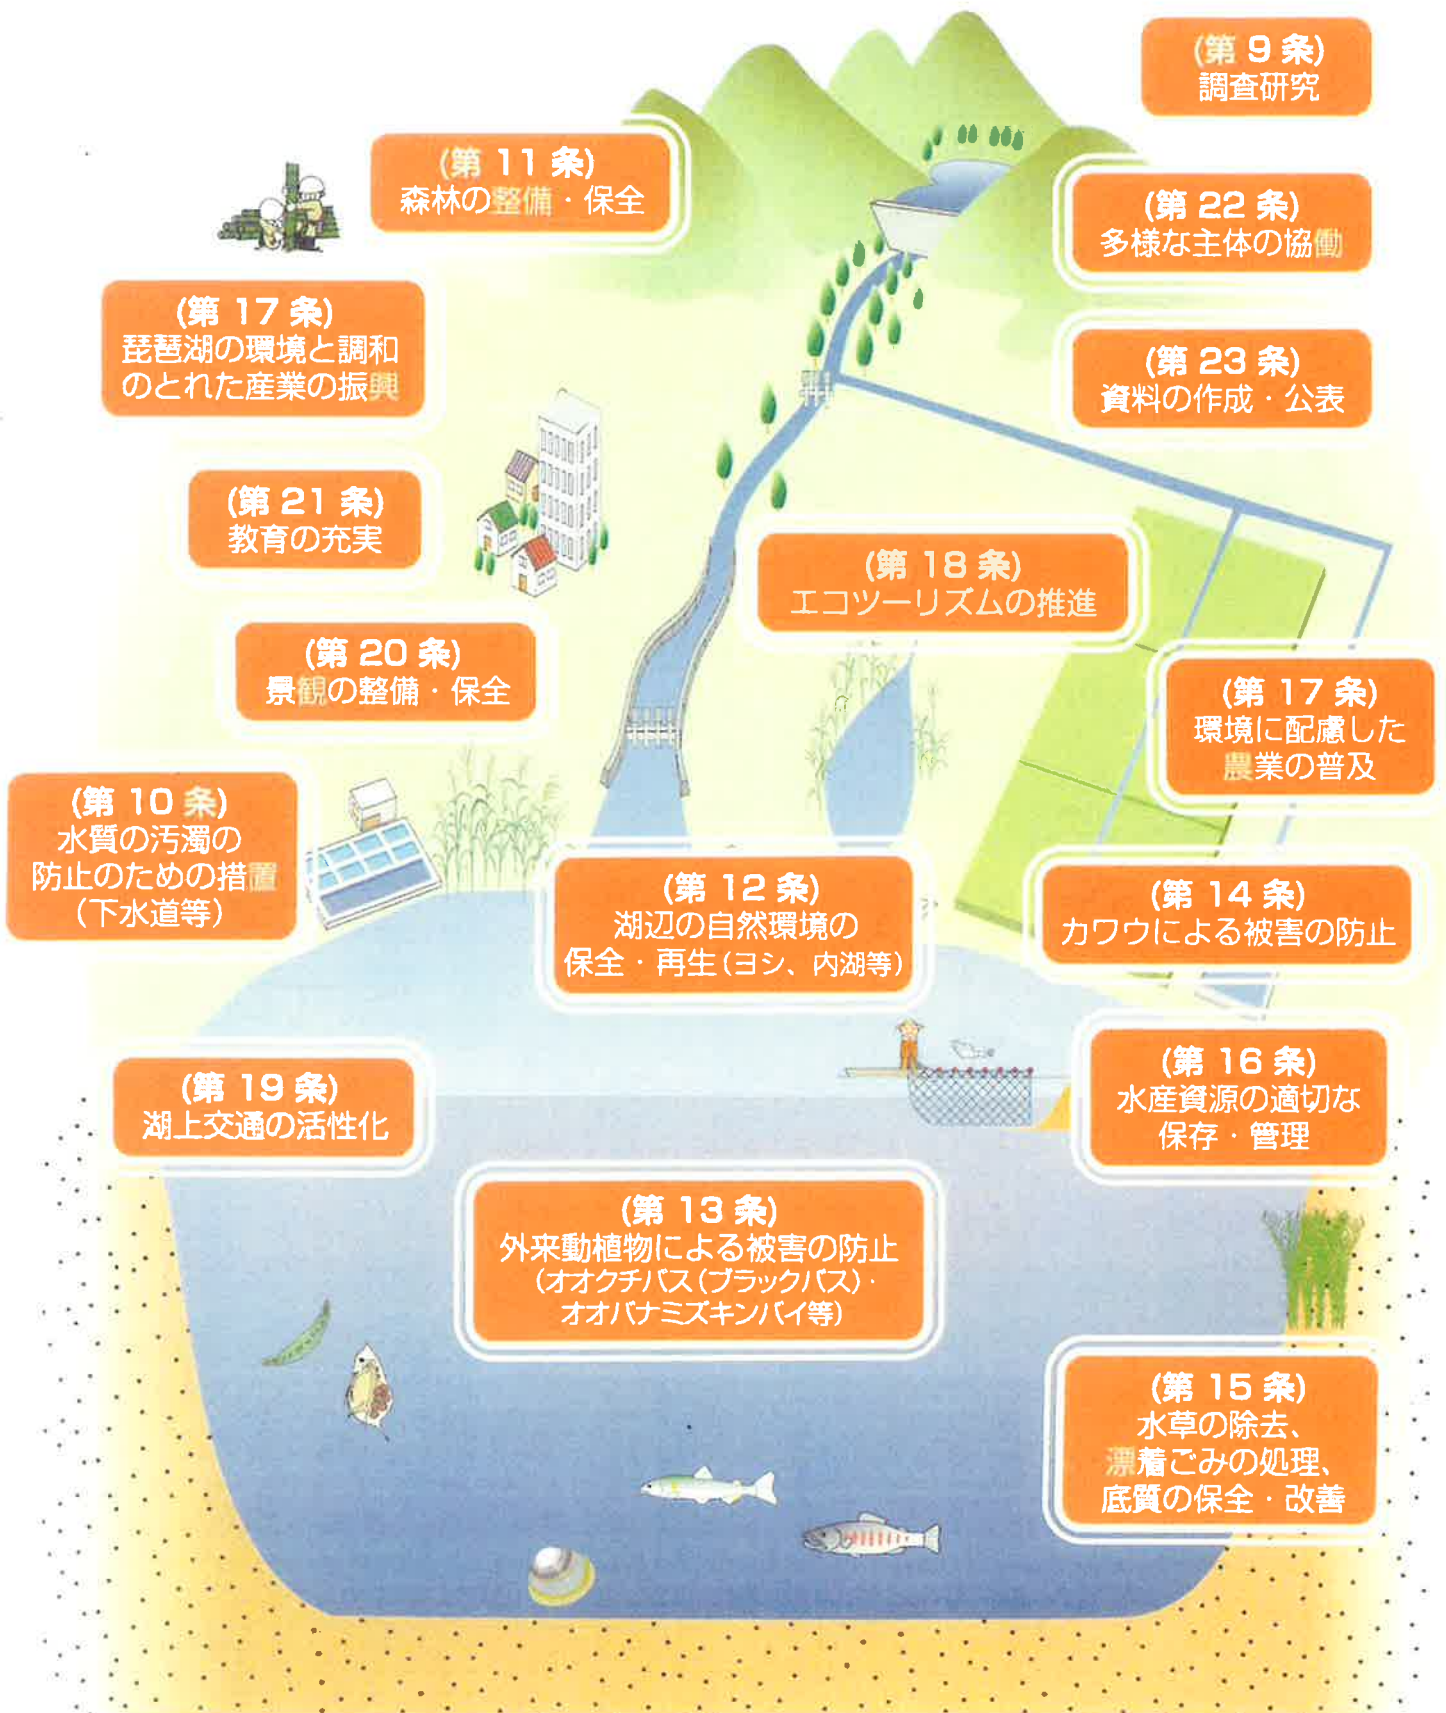 (第 9 条)
調査研究
(第 11 条)
森林の整備・保全
(第 22 条)
多様な主体の協働
(第 17 条)
琵琶湖の環境と調和
のとれた産業の振興
(第 23 条)
資料の作成・公表
(第 21 条)
教育の充実
(第 18 条)
エコツーリズムの推進
(第 20 条)
景観の整備・保全
(第 17 条)
環境に配慮した
農業の普及
(第 10 条)
水質の汚濁の
防止のための措置
(下水道等)
(第 12 条)
湖辺の自然環境の
保全・再生(ヨシ、内湖等)
(第 14 条)
カワウによる被害の防止
(第 19 条)
湖上交通の活性化
(第 16 条)
水産資源の適切な
保存・管理
(第 13 条)
外来動植物による被害の防止
(オオクチバス(ブラックバス)・
オオバナミズキンバイ等)
(第 15 条)
水草の除去、
漂着ごみの処理、
底質の保全・改善